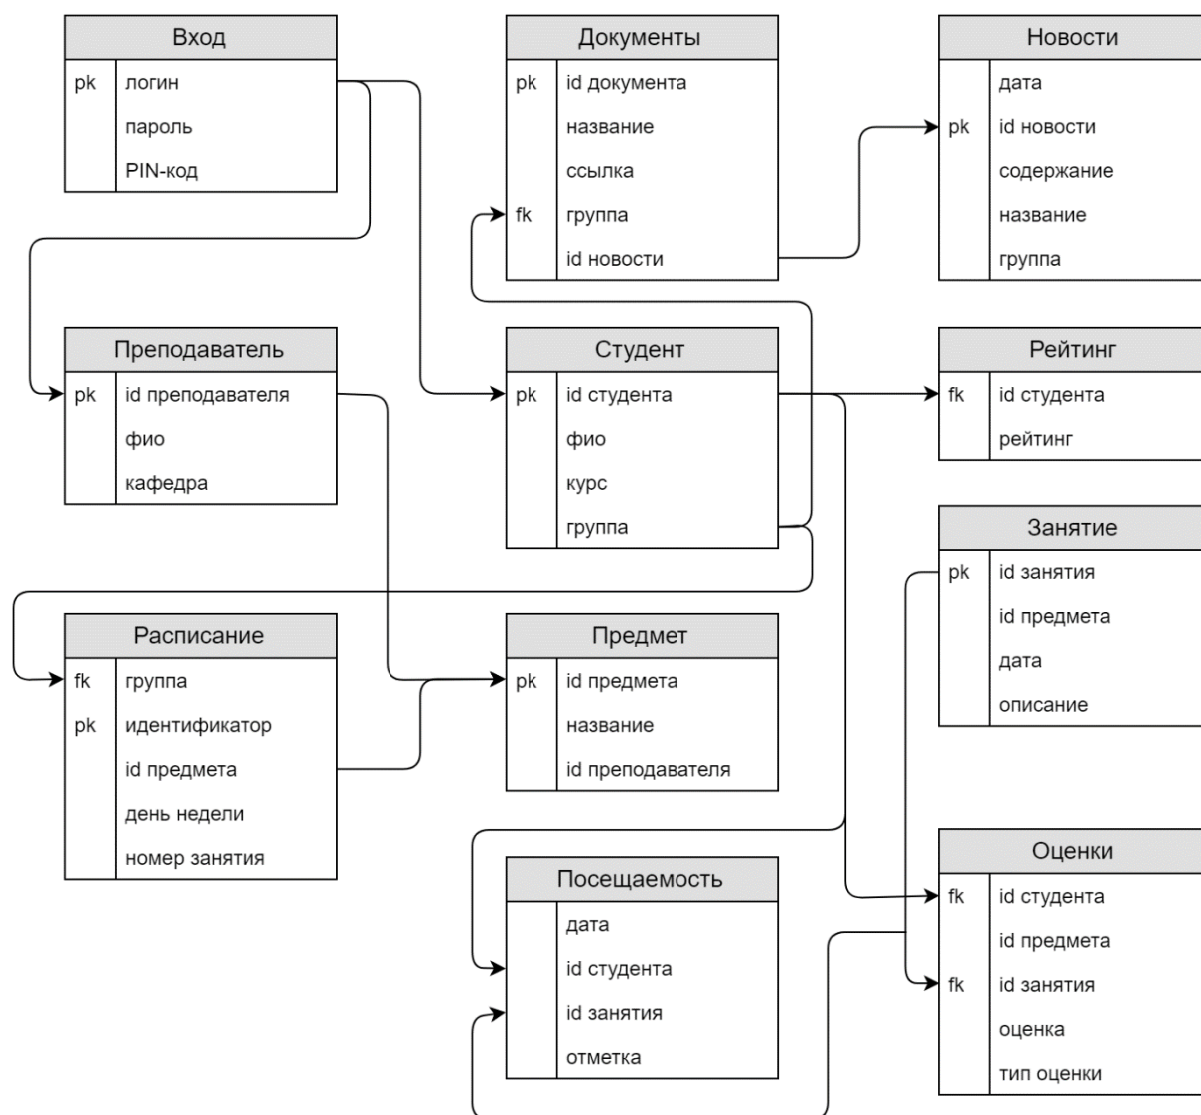 Вход
pk логин
пароль
PIN-код
Документы
pk id документа
название
ссылка
fk группа
id новости
Новости
дата
pk id новости
содержание
название
группа
Преподаватель
pk id преподавателя
фио
кафедра
Студент
pk id студента
фио
курс
группа
Рейтинг
fk id студента
рейтинг
Занятие
pk id занятия
id предмета
дата
описание
Расписание
fk группа
pk идентификатор
id предмета
день недели
номер занятия
Предмет
pk id предмета
название
id преподавателя
Посещаемость
дата
id студента
id занятия
отметка
Оценки
fk id студента
id предмета
fk id занятия
оценка
тип оценки